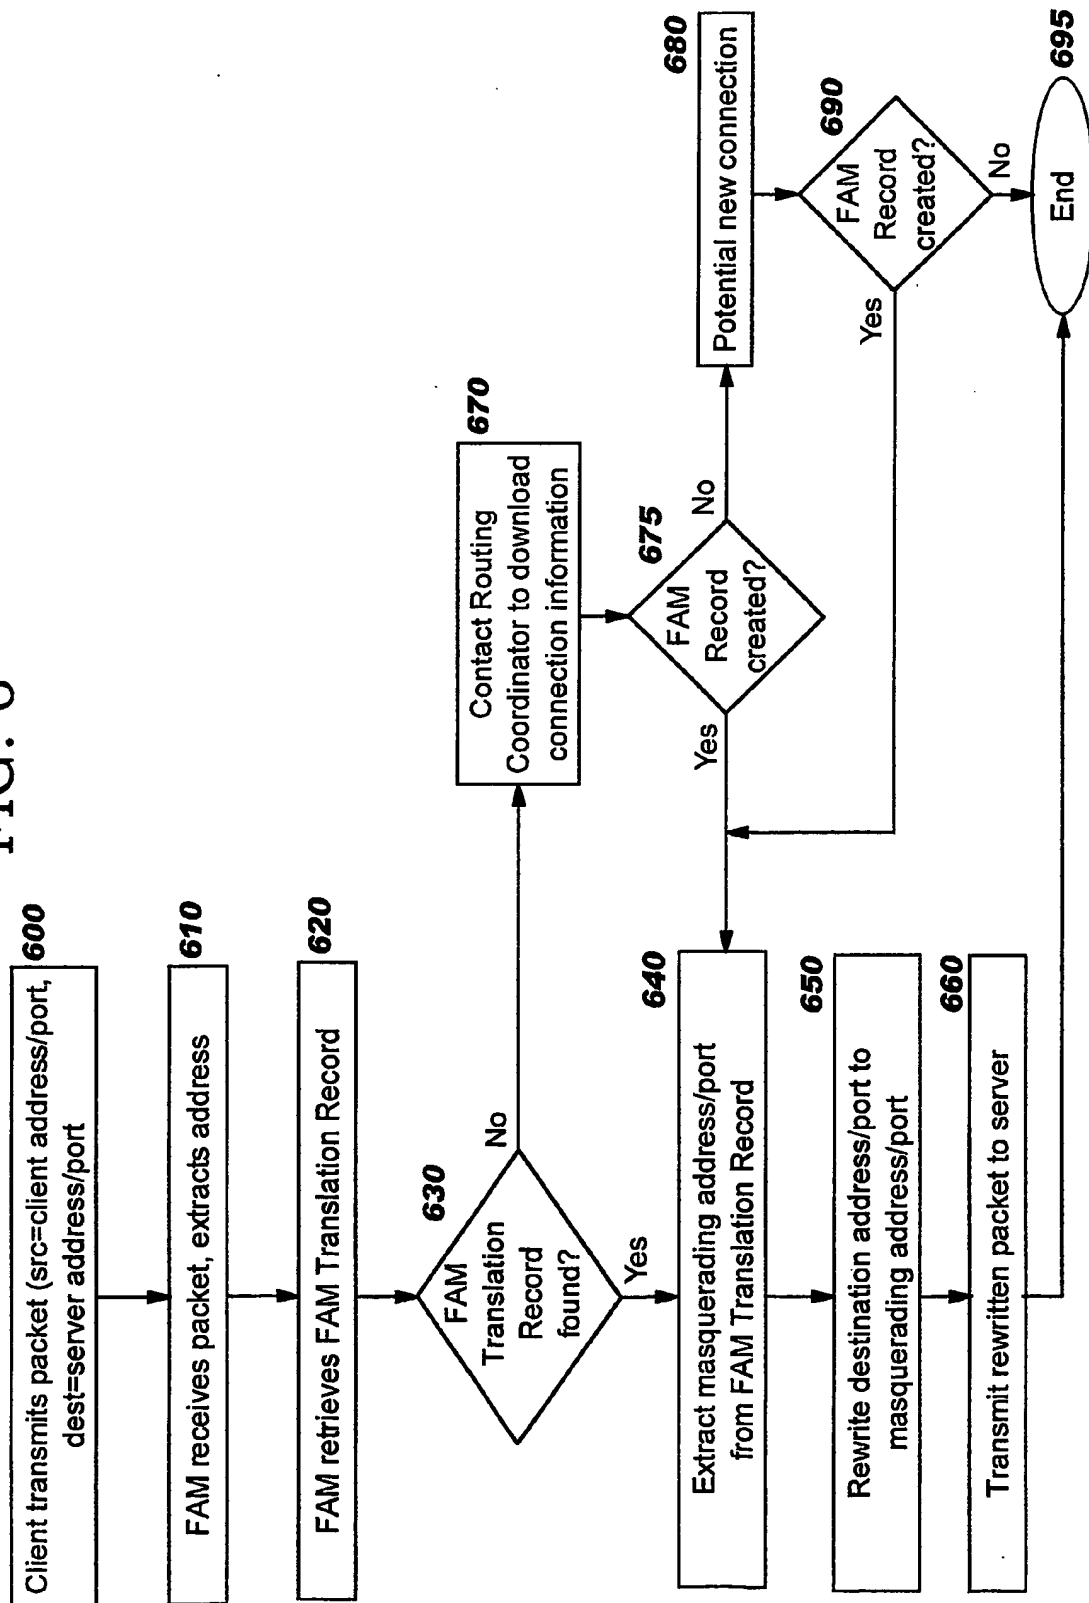 FIG. 6
Client transmits packet (src=client address/port,
dest=server address/port
600
FAM receives packet, extracts address
610
FAM retrieves FAM Translation Record
620
FAM
Translation
Record
found?
630
No
Yes
Extract masquerading address/port
from FAM Translation Record
640
Rewrite destination address/port to
masquerading address/port
650
Transmit rewritten packet to server
660
Contact Routing
Coordinator to download
connection information
670
FAM
Record
created?
675
No
Yes
Potential new connection
680
FAM
Record
created?
690
Yes
No
End
695